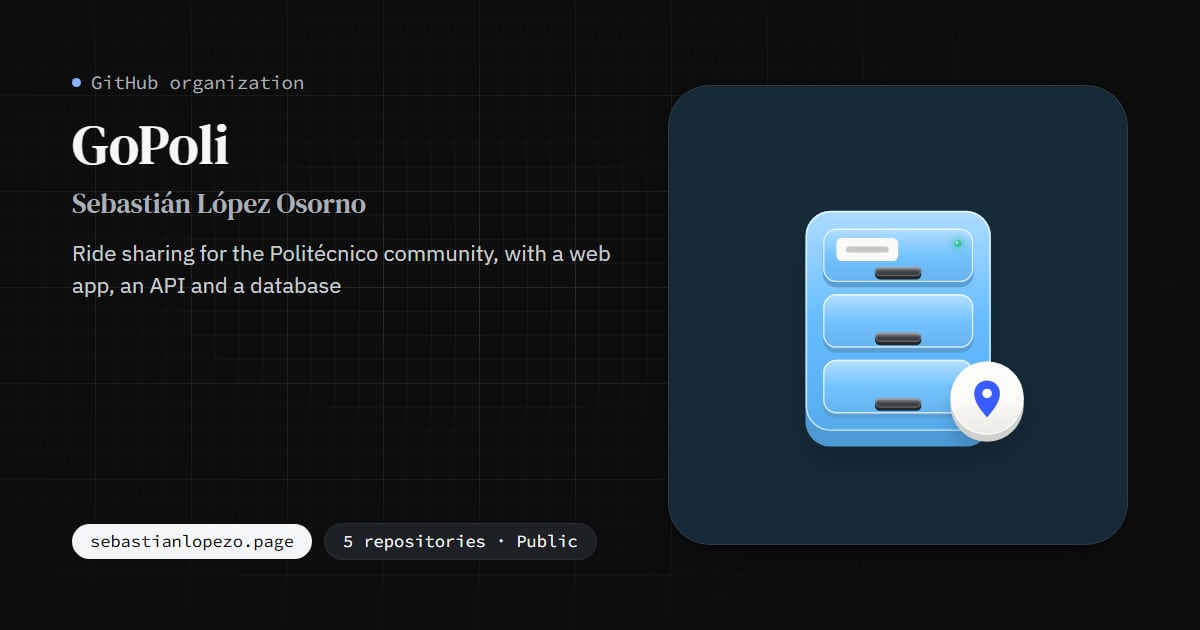 GitHub organization
GoPoli
Sebastián López Osorno
Ride sharing for the Politécnico community, with a web
app, an API and a database
sebastianlopezo.page
5 repositories · Public